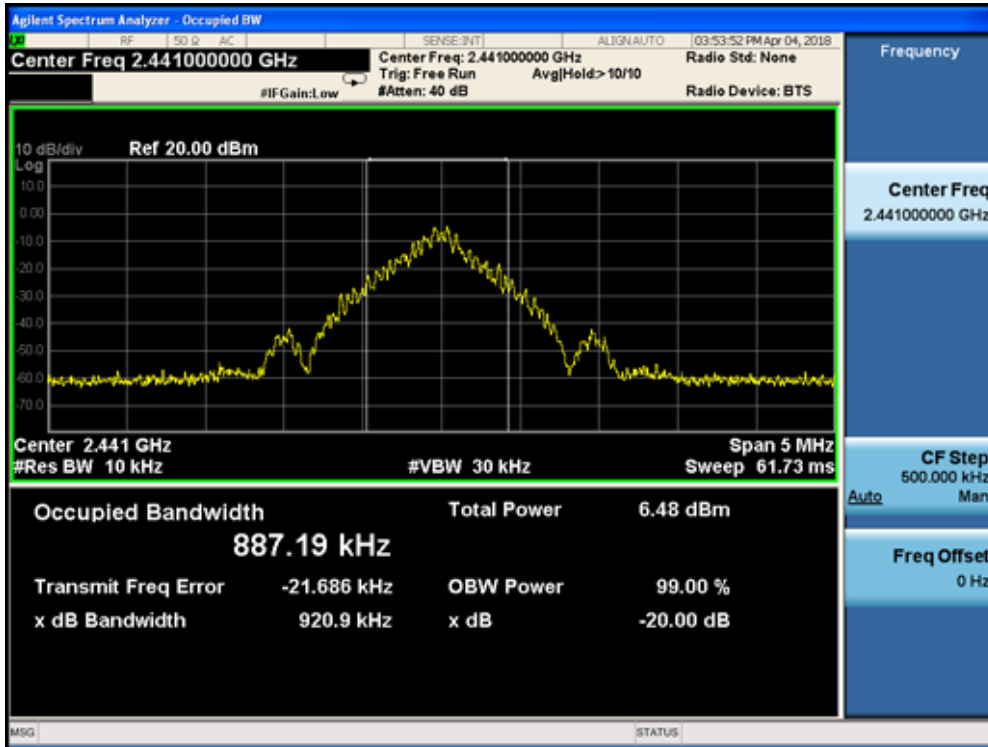 Agilent Spectrum Analyzer - Occupied BW
RF 50 Ω AC SENSE:INT ALIGNAUTO 03:53:52 PM Apr 04, 2018
Center Freq 2.441000000 GHz
Center Freq: 2.441000000 GHz Radio Std: None
Trig: Free Run Avg|Hold:> 10/10
#IFGain:Low #Atten: 40 dB Radio Device: BTS
10 dB/div Ref 20.00 dBm
Log
10.0
0.00
-10.0
-20.0
-30.0
-40.0
-50.0
-60.0
-70.0
Center 2.441 GHz Span 5 MHz
#Res BW 10 kHz #VBW 30 kHz Sweep 61.73 ms
Occupied Bandwidth Total Power 6.48 dBm
887.19 kHz
Transmit Freq Error -21.686 kHz OBW Power 99.00 %
x dB Bandwidth 920.9 kHz x dB -20.00 dB
MSG STATUS
Frequency
Center Freq
2.441000000 GHz
CF Step
500.000 kHz
Auto Man
Freq Offset
0 Hz